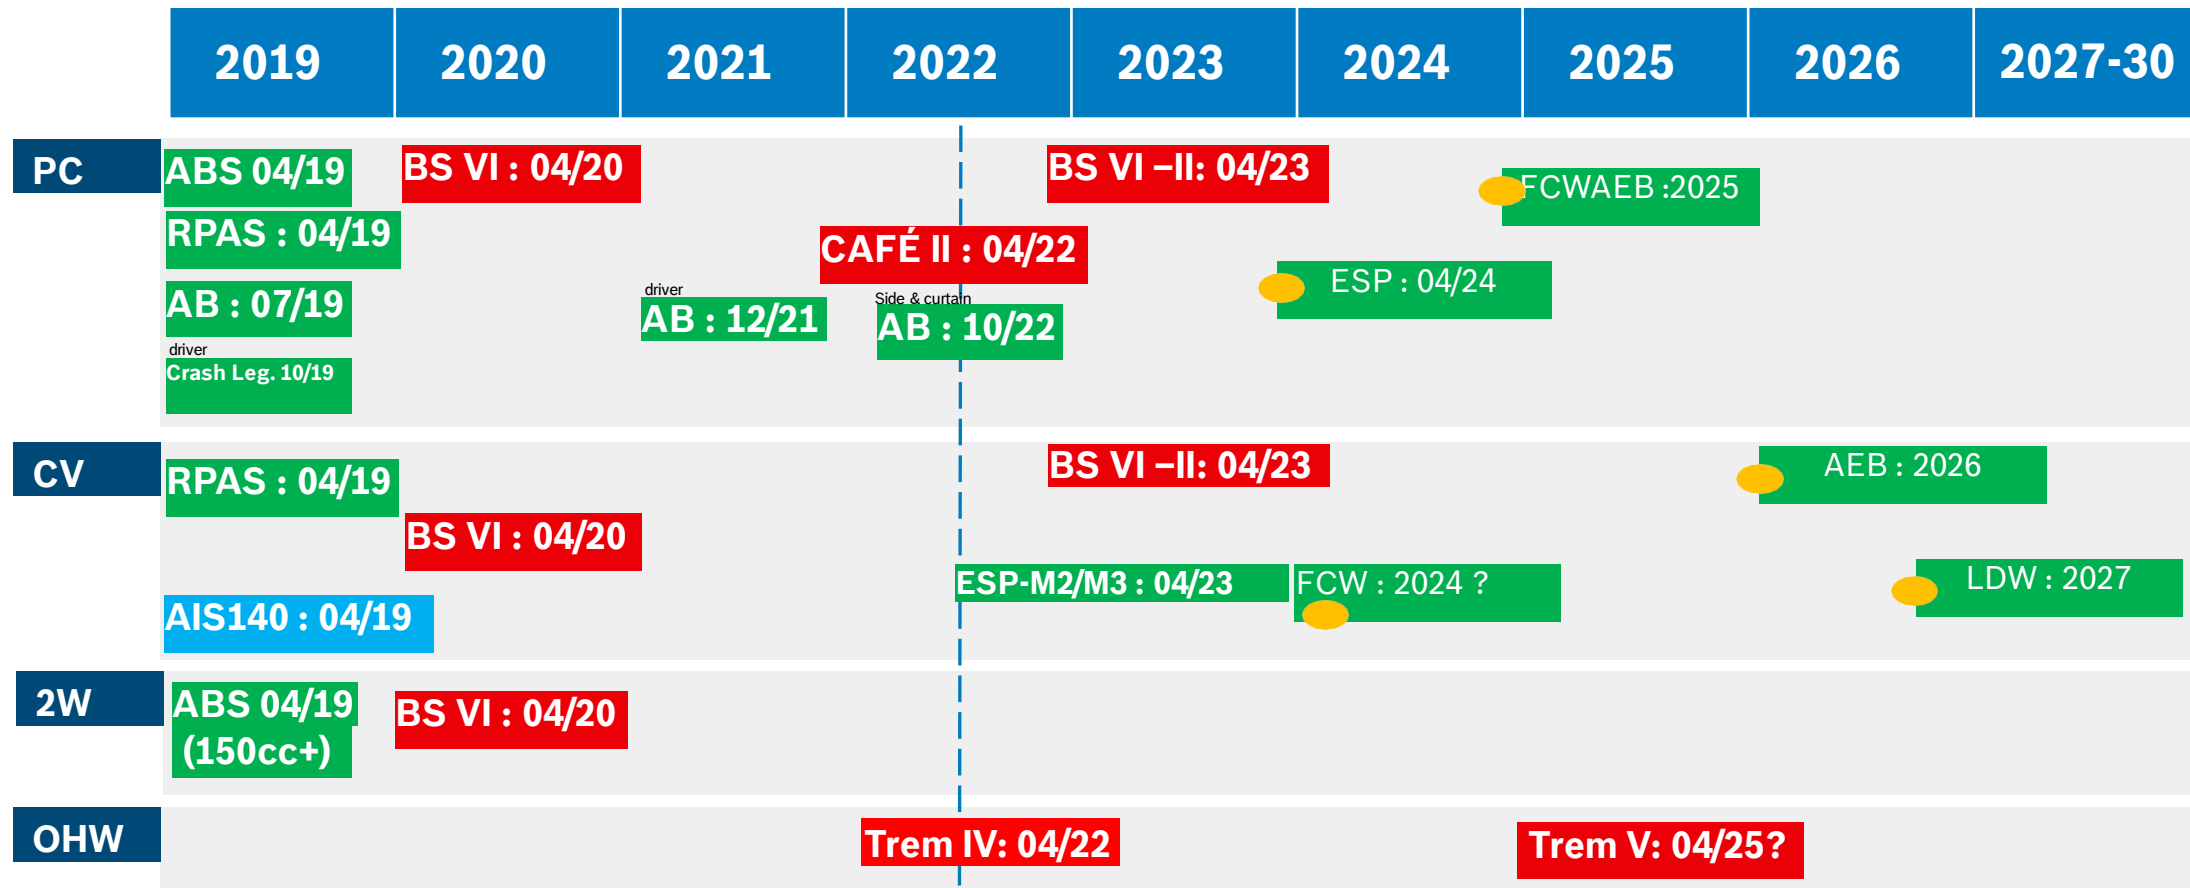 2019
2020
2021
2022
2023
2024
2025
2026
2027-30
PC
ABS 04/19
BS VI : 04/20
BS VI –II: 04/23
FCWAEB :2025
RPAS : 04/19
CAFÉ II : 04/22
ESP : 04/24
AB : 07/19
driver
AB : 12/21
Side & curtain
AB : 10/22
driver
Crash Leg. 10/19
CV
RPAS : 04/19
BS VI –II: 04/23
AEB : 2026
BS VI : 04/20
ESP-M2/M3 : 04/23
FCW : 2024 ?
LDW : 2027
AIS140 : 04/19
2W
ABS 04/19
(150cc+)
BS VI : 04/20
OHW
Trem IV: 04/22
Trem V: 04/25?